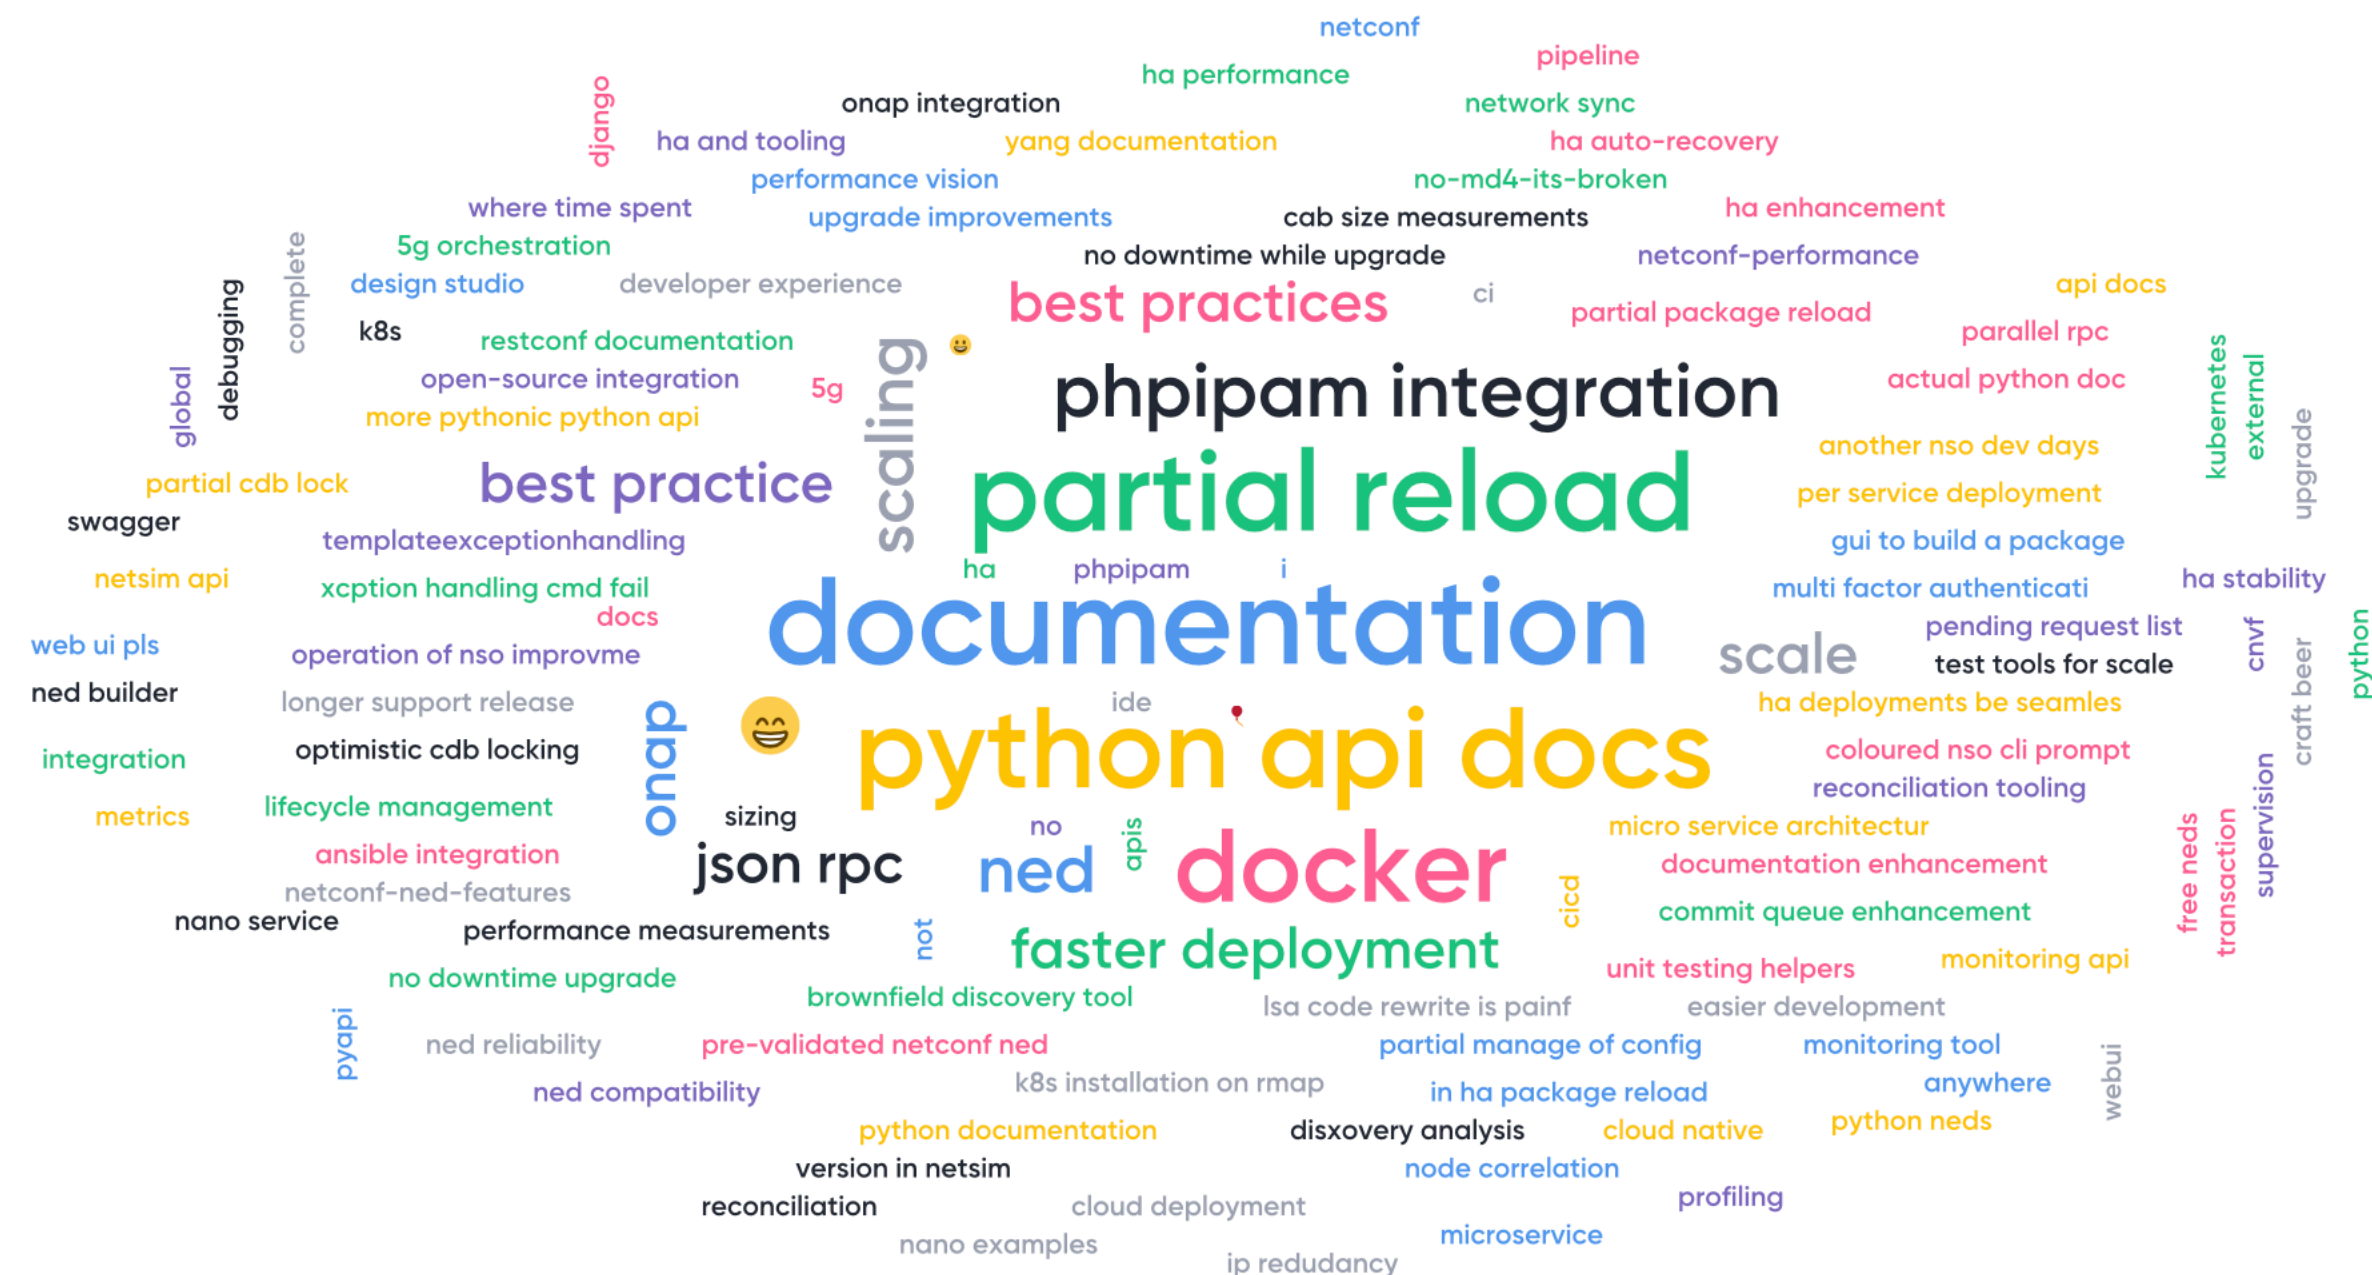 netconf
pipeline
ha performance
django
onap integration
network sync
ha and tooling
yang documentation
ha auto-recovery
performance vision
no-md4-its-broken
where time spent
upgrade improvements
cab size measurements
ha enhancement
5g orchestration
complete
no downtime while upgrade
netconf-performance
design studio
developer experience
best practices
ci
api docs
debugging
k8s
restconf documentation
partial package reload
parallel rpc
global
open-source integration
5g
scaling
phpipam integration
actual python doc
kubernetes
external
more pythonic python api
another nso dev days
upgrade
partial cdb lock
best practice
partial reload
per service deployment
swagger
templateexceptionhandling
gui to build a package
netsim api
xcption handling cmd fail
ha
phpipam
i
multi factor authenticati
ha stability
docs
documentation
pending request list
web ui pls
operation of nso improvme
scale
test tools for scale
cnvf
craft beer
python
ned builder
longer support release
ide
ha deployments be seamles
integration
optimistic cdb locking
onap
python api docs
coloured nso cli prompt
reconciliation tooling
metrics
lifecycle management
sizing
no
apis
micro service architectur
supervision
ansible integration
json rpc
ned
docker
documentation enhancement
free neds
transaction
netconf-ned-features
cicd
commit queue enhancement
nano service
performance measurements
not
faster deployment
no downtime upgrade
unit testing helpers
monitoring api
brownfield discovery tool
lsa code rewrite is painf
easier development
pyapi
ned reliability
pre-validated netconf ned
partial manage of config
monitoring tool
webui
ned compatibility
k8s installation on rmap
in ha package reload
anywhere
python documentation
disxovery analysis
cloud native
python neds
version in netsim
node correlation
reconciliation
cloud deployment
profiling
nano examples
microservice
ip redudancy